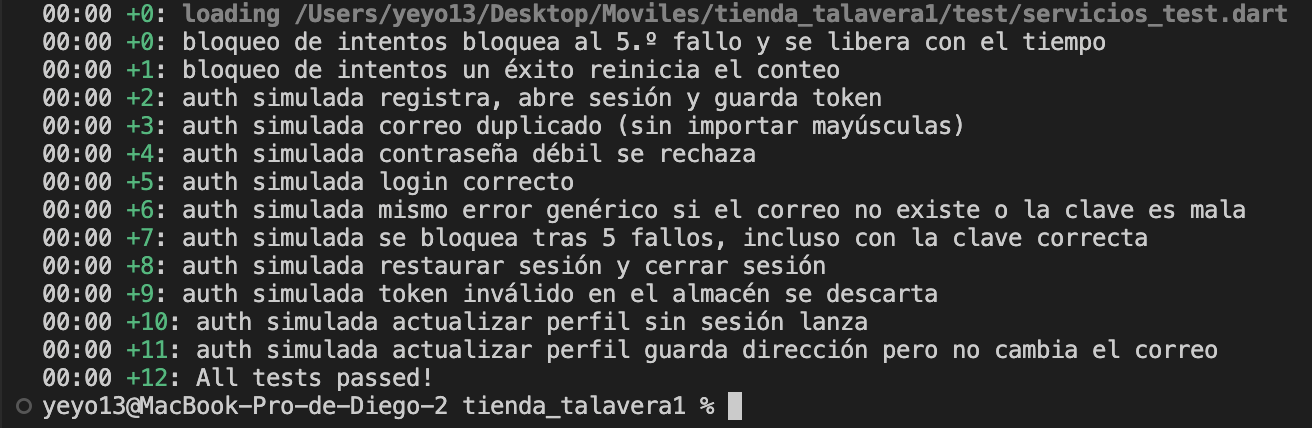 00:00 +0: loading /Users/yeyo13/Desktop/Moviles/tienda_talavera1/test/servicios_test.dart
00:00 +0: bloqueo de intentos bloquea al 5.º fallo y se libera con el tiempo
00:00 +1: bloqueo de intentos un éxito reinicia el conteo
00:00 +2: auth simulada registra, abre sesión y guarda token
00:00 +3: auth simulada correo duplicado (sin importar mayúsculas)
00:00 +4: auth simulada contraseña débil se rechaza
00:00 +5: auth simulada login correcto
00:00 +6: auth simulada mismo error genérico si el correo no existe o la clave es mala
00:00 +7: auth simulada se bloquea tras 5 fallos, incluso con la clave correcta
00:00 +8: auth simulada restaurar sesión y cerrar sesión
00:00 +9: auth simulada token inválido en el almacén se descarta
00:00 +10: auth simulada actualizar perfil sin sesión lanza
00:00 +11: auth simulada actualizar perfil guarda dirección pero no cambia el correo
00:00 +12: All tests passed!
yeyo13@MacBook-Pro-de-Diego-2 tienda_talavera1 %